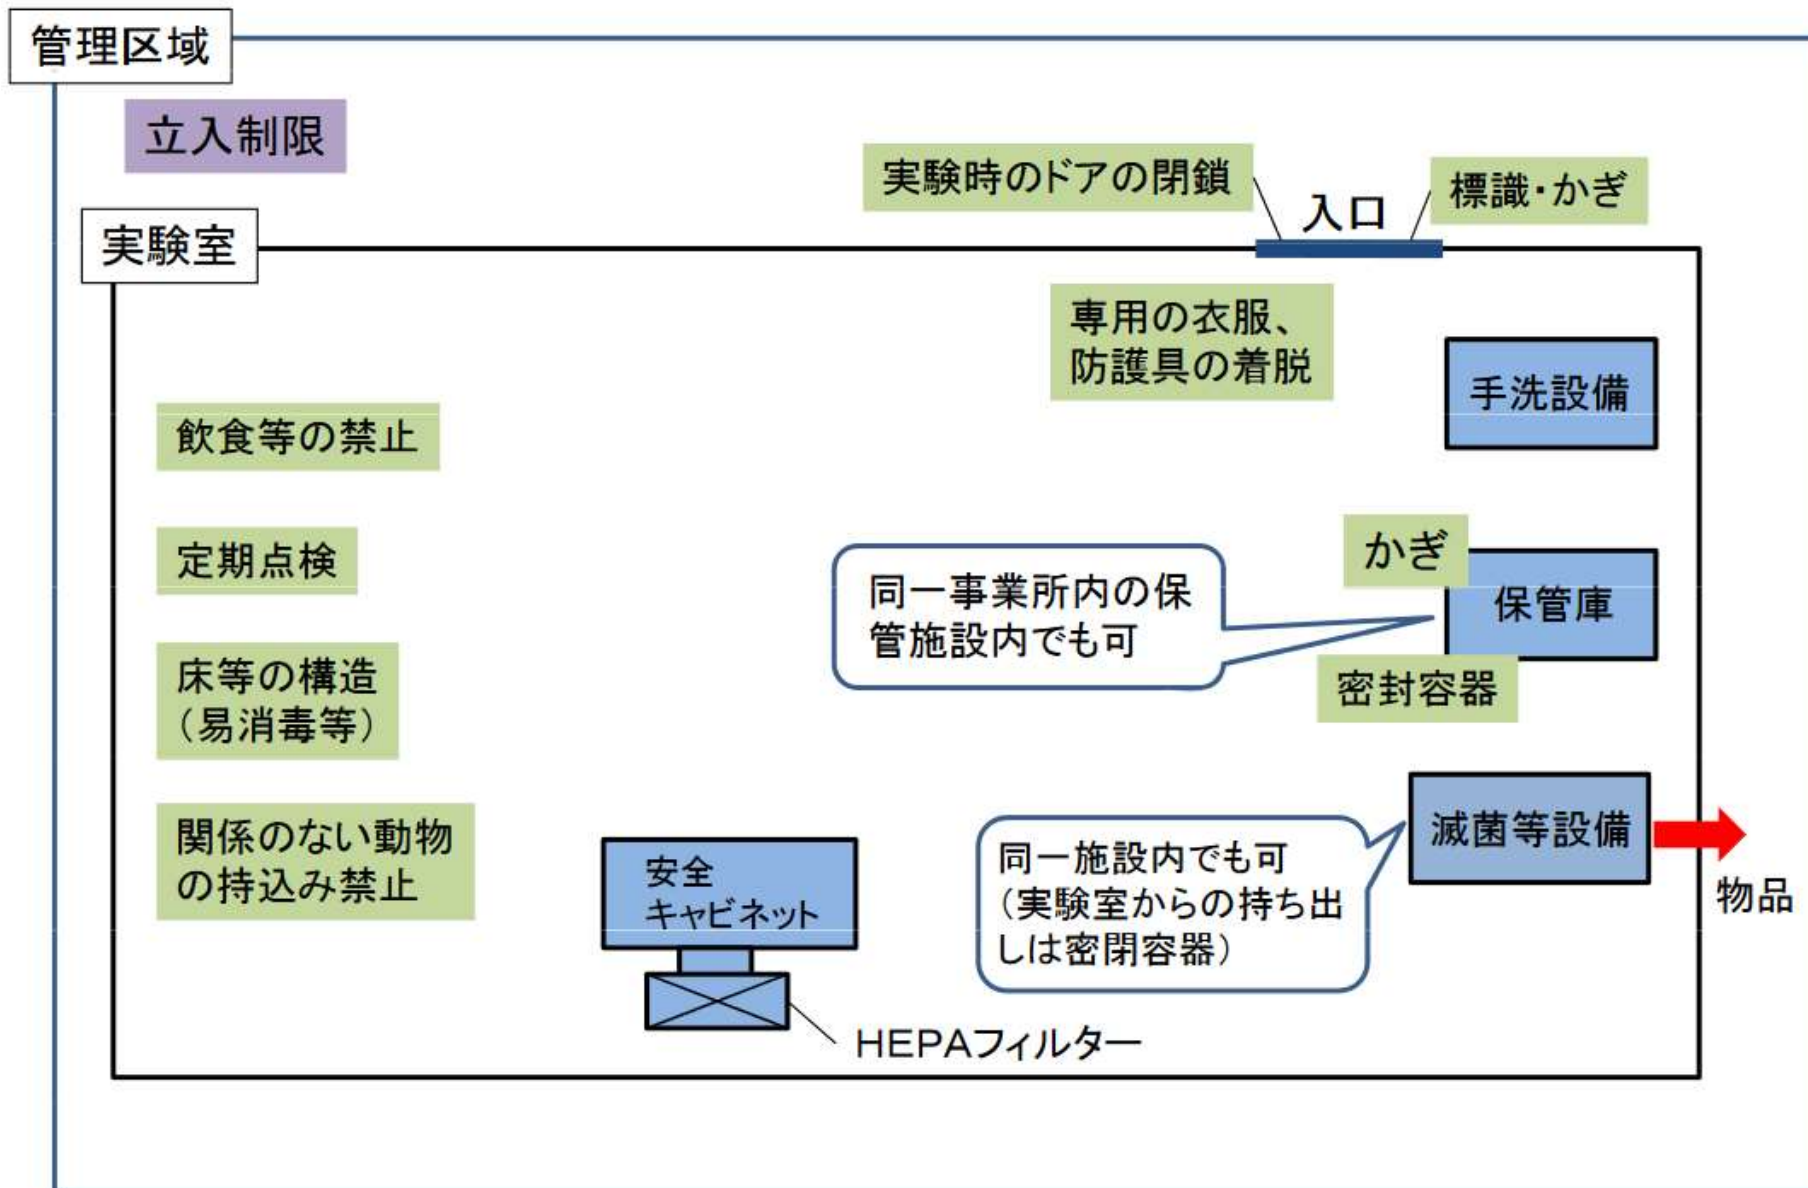 管理区域
立入制限
実験時のドアの閉鎖
入口
標識・かぎ
実験室
専用の衣服、
防護具の着脱
手洗設備
飲食等の禁止
定期点検
かぎ
同一事業所内の保
管施設内でも可
保管庫
床等の構造
（易消毒等）
密封容器
関係のない動物
の持込み禁止
安全
キャビネット
同一施設内でも可
（実験室からの持ち出
しは密閉容器）
滅菌等設備
物品
HEPAフィルター